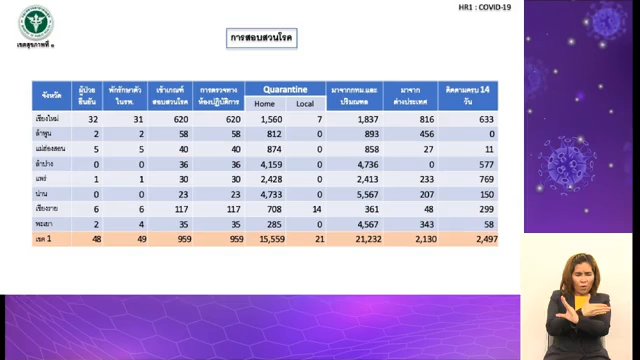 HR1 : COVID-19
เขตสุขภาพที่ ๑
การสอบสวนโรค
จังหวัด ผู้ป่วยยืนยัน พักรักษาตัวในรพ. เข้าเกณฑ์สอบสวนโรค การตรวจทางห้องปฏิบัติการ Quarantine มาจากกทม.และปริมณฑล มาจากต่างประเทศ ติดตามครบ 14 วัน
Home Local
เชียงใหม่ 32 31 620 620 1,560 7 1,837 816 633
ลำพูน 2 2 58 58 812 0 893 456 0
แม่ฮ่องสอน 5 5 40 40 874 0 858 27 11
ลำปาง 0 0 36 36 4,159 0 4,736 0 577
แพร่ 1 1 30 30 2,428 0 2,413 233 769
น่าน 0 0 23 23 4,733 0 5,567 207 150
เชียงราย 6 6 117 117 708 14 361 48 299
พะเยา 2 4 35 35 285 0 4,567 343 58
เขต 1 48 49 959 959 15,559 21 21,232 2,130 2,497